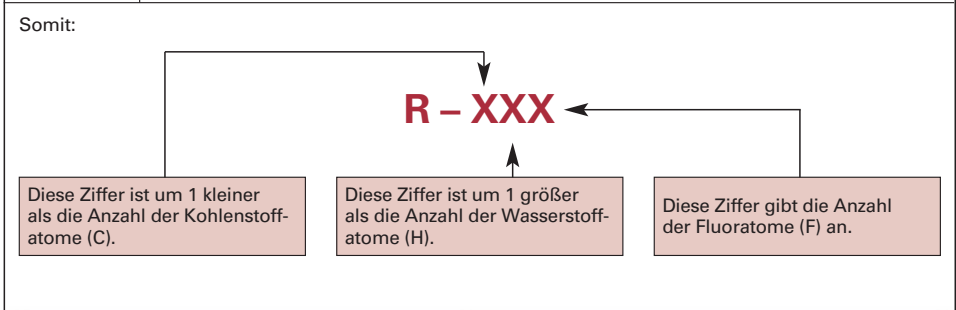 Somit:
R – XXX
Diese Ziffer ist um 1 kleiner
als die Anzahl der Kohlenstoff-
atome (C).
Diese Ziffer ist um 1 größer
als die Anzahl der Wasserstoff-
atome (H).
Diese Ziffer gibt die Anzahl
der Fluoratome (F) an.